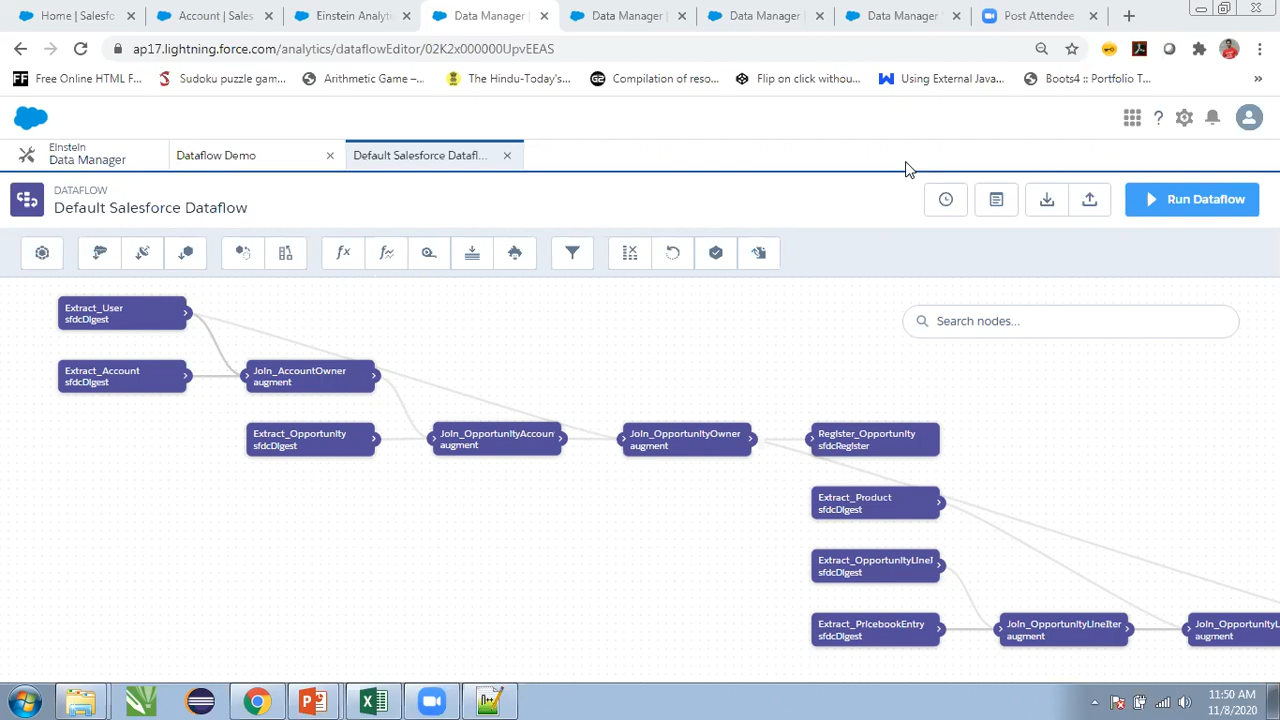 Home | Salesfo
Account | Sales
Einstein Analyt
Data Manager |
Data Manager |
Data Manager |
Data Manager
Post Attendee
ap17.lightning.force.com/analytics/dataflowEditor/02K2x000000UpvEEAS
Free Online HTML F...
Sudoku puzzle gam...
Arithmetic Game –...
The Hindu-Today's...
Compilation of reso...
Flip on click withou...
Using External Java...
Boots4 :: Portfolio T...
Einstein
Data Manager
Dataflow Demo
Default Salesforce Datafl...
DATAFLOW
Default Salesforce Dataflow
Run Dataflow
Search nodes...
Extract_User
sfdcDigest
Extract_Account
sfdcDigest
Join_AccountOwner
augment
Extract_Opportunity
sfdcDigest
Join_OpportunityAccoun
augment
Join_OpportunityOwner
augment
Register_Opportunity
sfdcRegister
Extract_Product
sfdcDigest
Extract_OpportunityLineI
sfdcDigest
Extract_PricebookEntry
sfdcDigest
Join_OpportunityLineIter
augment
Join_OpportunityL
augment
11:50 AM
11/8/2020